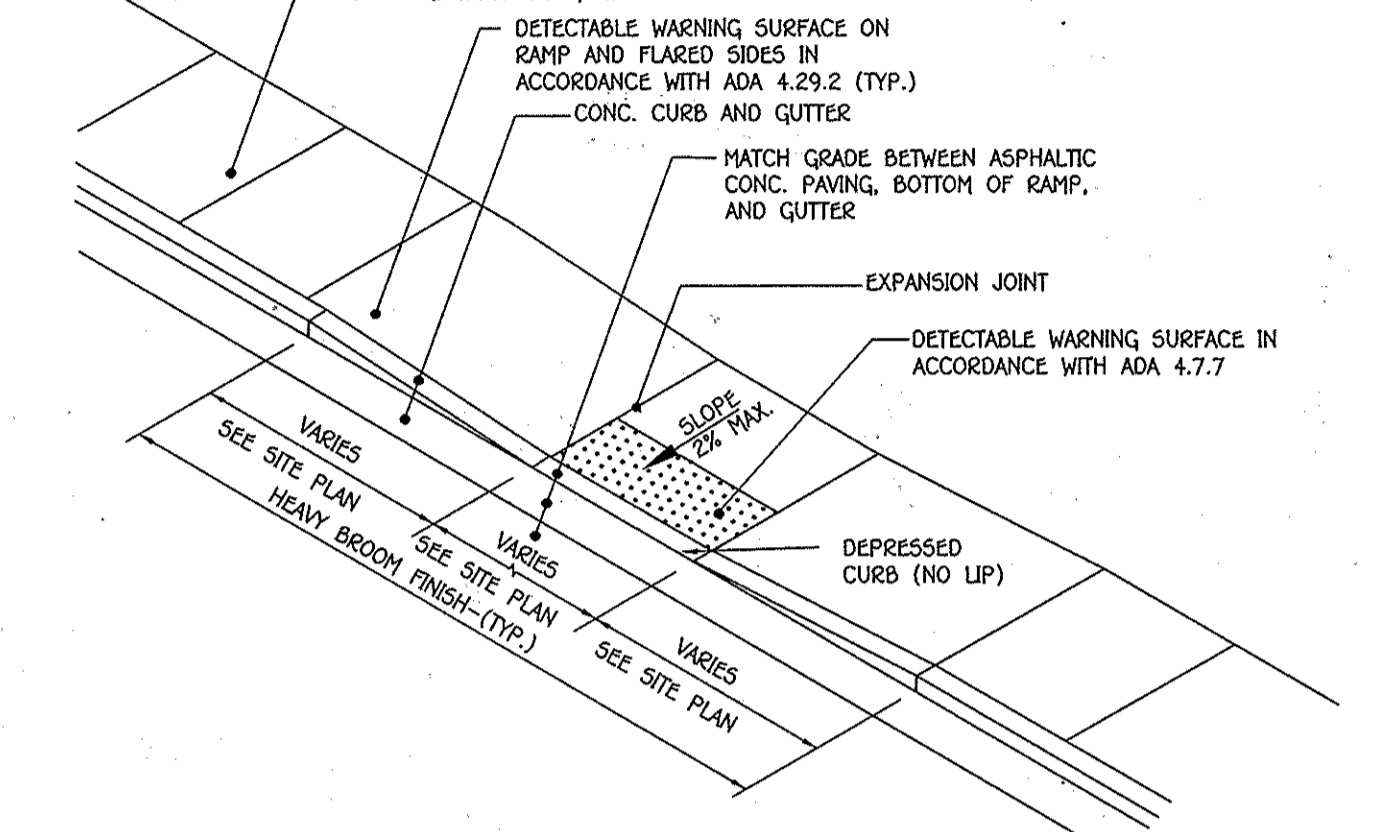 DETECTABLE WARNING SURFACE ON
RAMP AND FLARED SIDES IN
ACCORDANCE WITH ADA 4.29.2 (TYP.)
CONC. CURB AND GUTTER
MATCH GRADE BETWEEN ASPHALTIC
CONC. PAVING, BOTTOM OF RAMP,
AND GUTTER
EXPANSION JOINT
DETECTABLE WARNING SURFACE IN
ACCORDANCE WITH ADA 4.7.7
SLOPE
2% MAX.
DEPRESSED
CURB (NO LIP)
VARIES
SEE SITE PLAN
VARIES
SEE SITE PLAN
VARIES
SEE SITE PLAN
HEAVY BROOM FINISH-(TYP.)